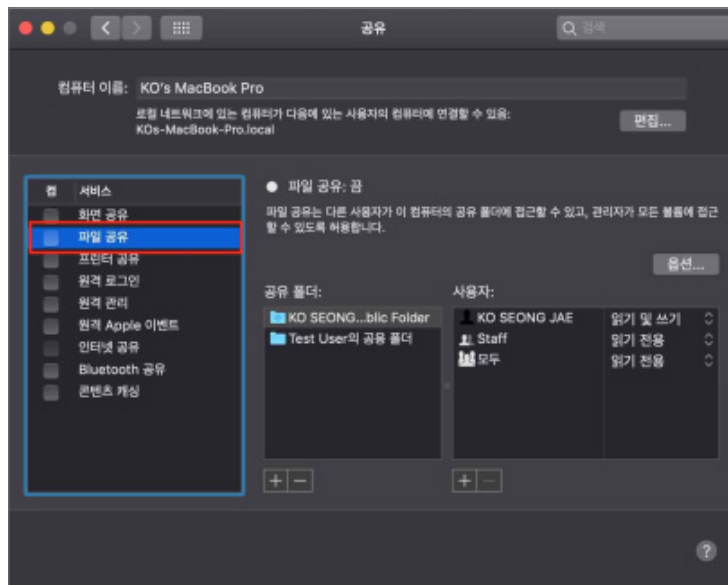 공유
검색
컴퓨터 이름: KO's MacBook Pro
로컬 네트워크에 있는 컴퓨터가 다음에 있는 사용자의 컴퓨터에 연결할 수 있음:
KOs-MacBook-Pro.local
편집...
켬 서비스
화면 공유
파일 공유
프린터 공유
원격 로그인
원격 관리
원격 Apple 이벤트
인터넷 공유
Bluetooth 공유
콘텐츠 캐싱
파일 공유: 끔
파일 공유는 다른 사용자가 이 컴퓨터의 공유 폴더에 접근할 수 있고, 관리자가 모든 볼륨에 접근
할 수 있도록 허용합니다.
옵션...
공유 폴더:
KO SEONG...blic Folder
Test User의 공용 폴더
사용자:
KO SEONG JAE 읽기 및 쓰기
Staff 읽기 전용
모두 읽기 전용
+ −
+ −
?